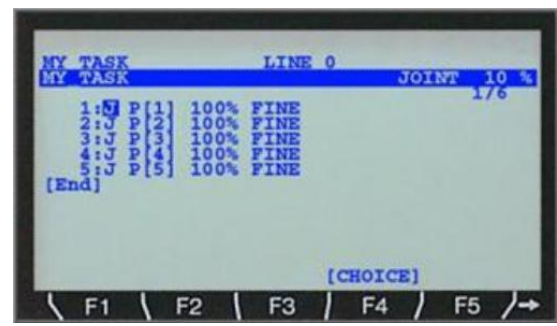 MY TASK LINE 0
MY TASK JOINT 10 %
1/6
1:J P[1] 100% FINE
2:J P[2] 100% FINE
3:J P[3] 100% FINE
4:J P[4] 100% FINE
5:J P[5] 100% FINE
[End]
[CHOICE]
F1 F2 F3 F4 F5 →